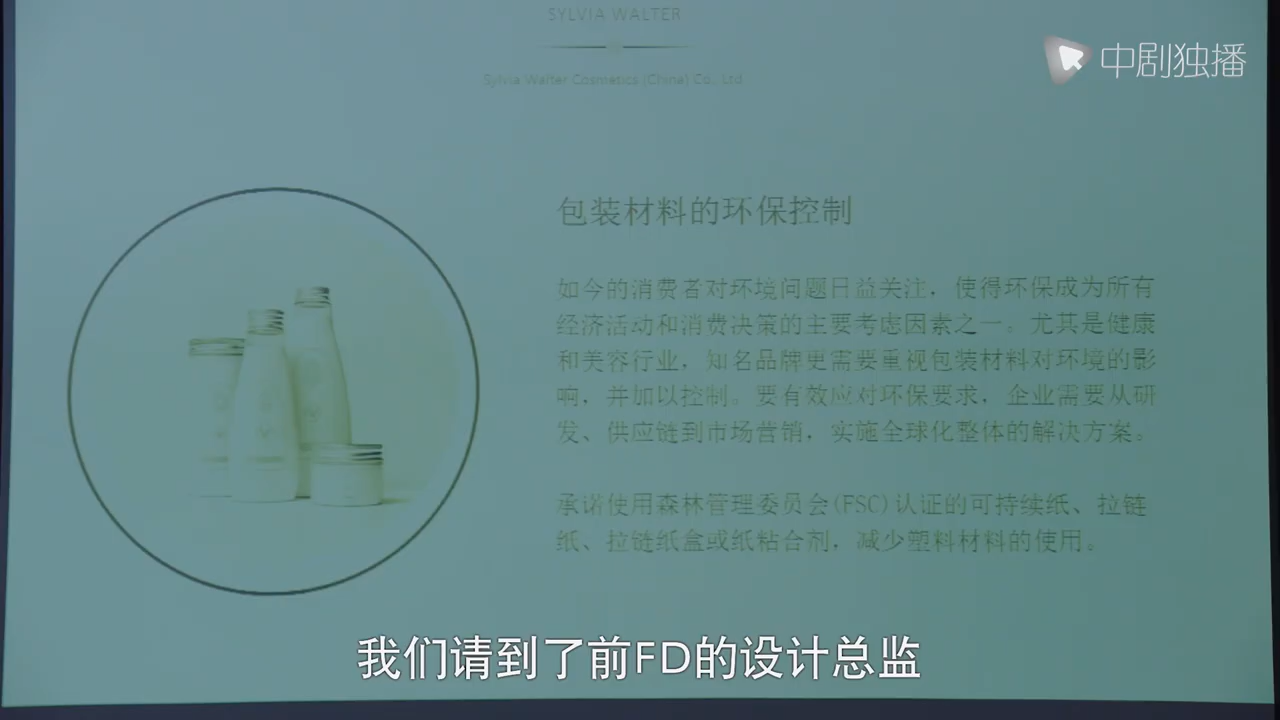 SYLVIA WALTER
Sylvia Walter Cosmetics (China) Co., Ltd
中剧独播
包装材料的环保控制
如今的消费者对环境问题日益关注，使得环保成为所有
经济活动和消费决策的主要考虑因素之一。尤其是健康
和美容行业，知名品牌更需要重视包装材料对环境的影
响，并加以控制。要有效应对环保要求，企业需要从研
发、供应链到市场营销，实施全球化整体的解决方案。
承诺使用森林管理委员会(FSC)认证的可持续纸、拉链
纸、拉链纸盒或纸粘合剂，减少塑料材料的使用。
我们请到了前FD的设计总监